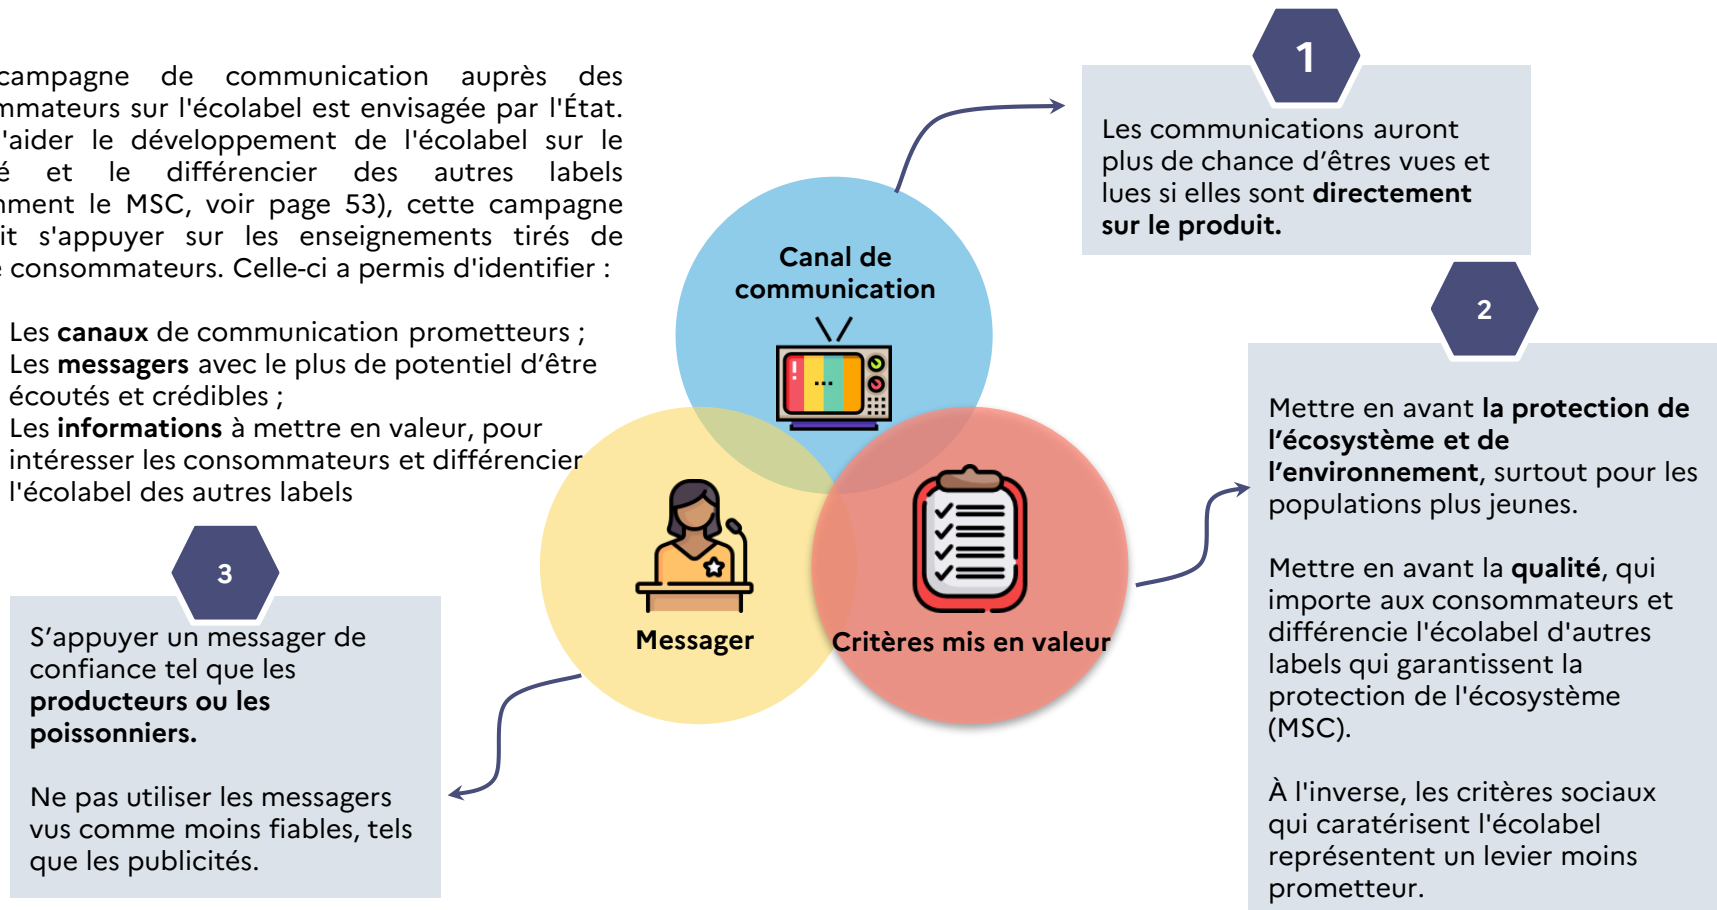 campagne de communication auprès des
mmateurs sur l'écolabel est envisagée par l'État.
'aider le développement de l'écolabel sur le
é et le différencier des autres labels
mment le MSC, voir page 53), cette campagne
it s'appuyer sur les enseignements tirés de
e consommateurs. Celle-ci a permis d'identifier :
Les canaux de communication prometteurs ;
Les messagers avec le plus de potentiel d’être
écoutés et crédibles ;
Les informations à mettre en valeur, pour
intéresser les consommateurs et différencier
l'écolabel des autres labels
Canal de
communication
! ...
Messager
Critères mis en valeur
1
Les communications auront
plus de chance d’êtres vues et
lues si elles sont directement
sur le produit.
2
Mettre en avant la protection de
l’écosystème et de
l’environnement, surtout pour les
populations plus jeunes.
Mettre en avant la qualité, qui
importe aux consommateurs et
différencie l'écolabel d'autres
labels qui garantissent la
protection de l'écosystème
(MSC).
À l'inverse, les critères sociaux
qui caratérisent l'écolabel
représentent un levier moins
prometteur.
3
S’appuyer un messager de
confiance tel que les
producteurs ou les
poissonniers.
Ne pas utiliser les messagers
vus comme moins fiables, tels
que les publicités.